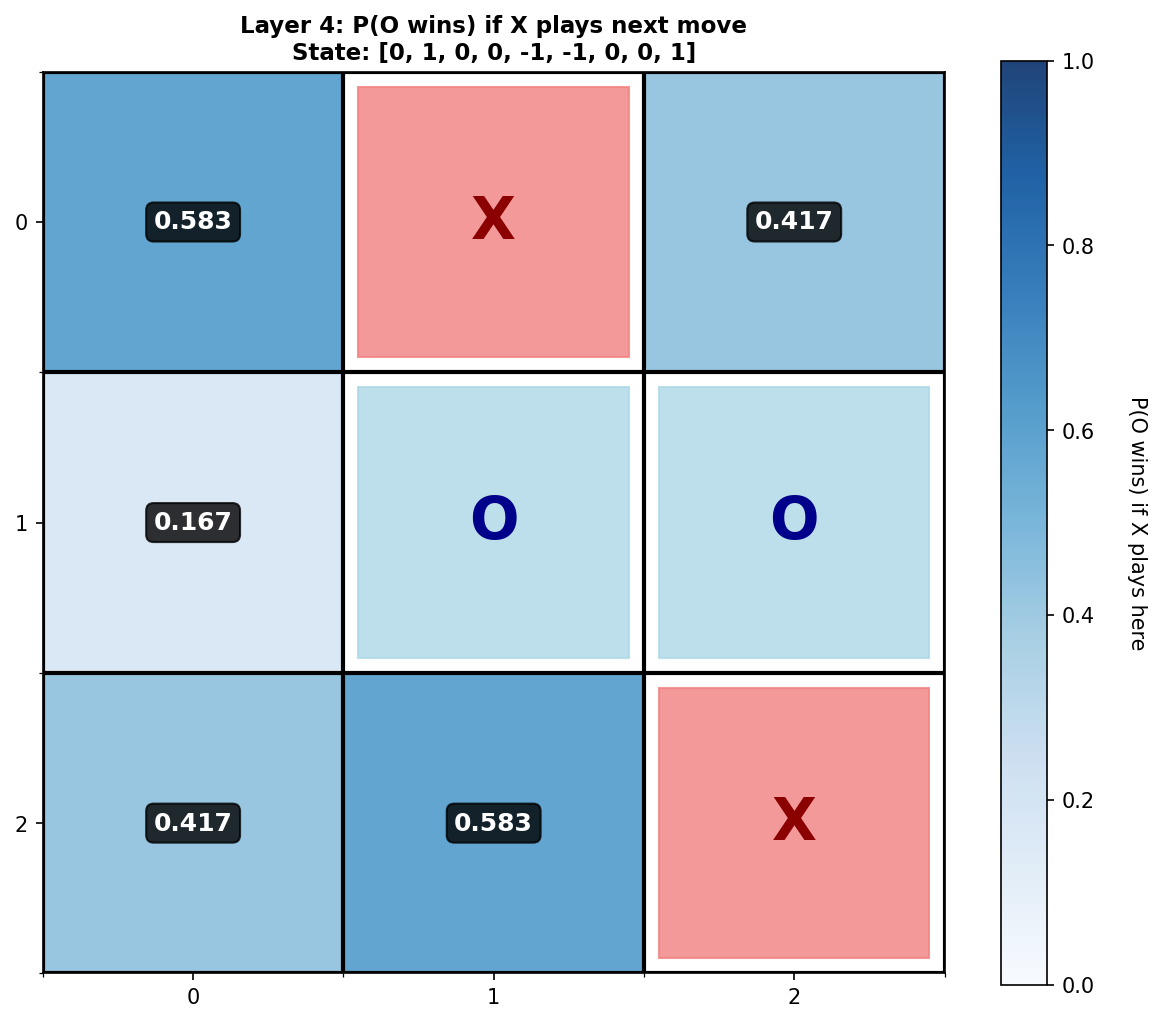 Layer 4: P(O wins) if X plays next move
State: [0, 1, 0, 0, -1, -1, 0, 0, 1]
0
0.583
X
0.417
1
0.167
O
O
2
0.417
0.583
X
0
1
2
1.0
0.8
0.6
0.4
0.2
0.0
P(O wins) if X plays here